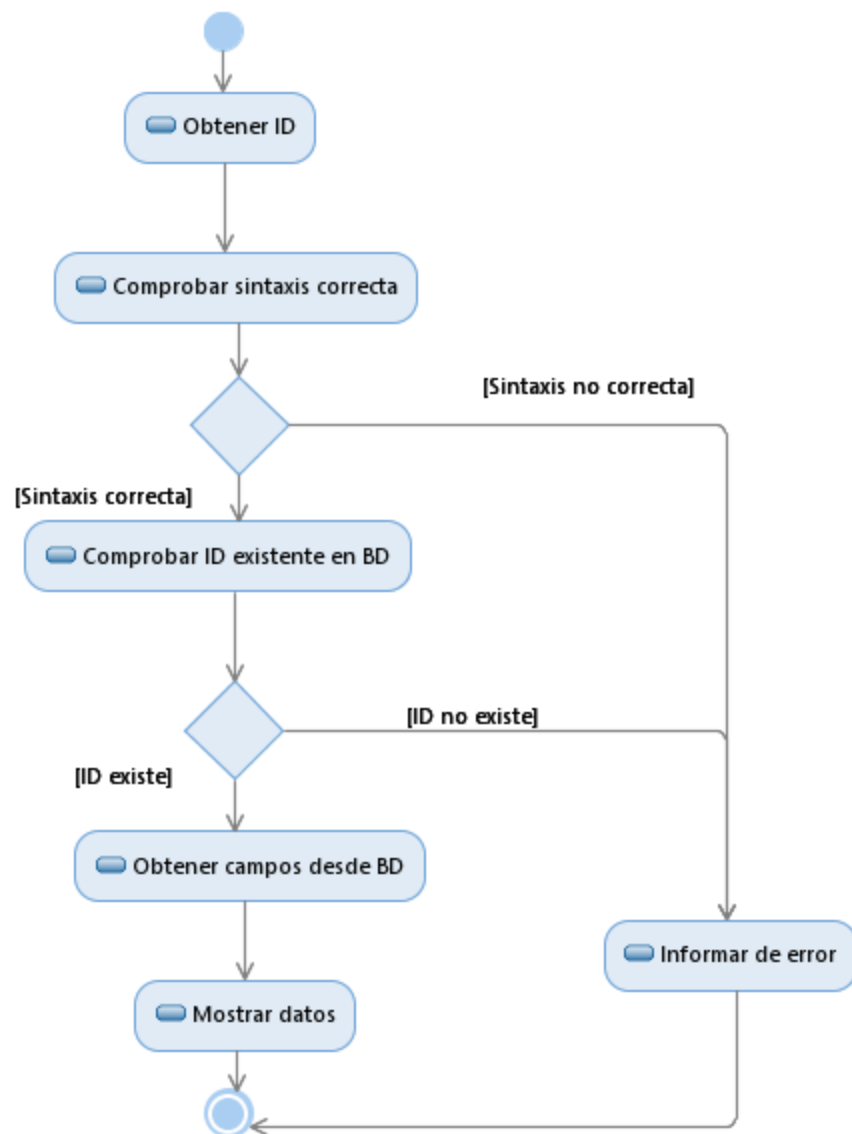 Obtener ID
Comprobar sintaxis correcta
[Sintaxis no correcta]
[Sintaxis correcta]
Comprobar ID existente en BD
[ID no existe]
[ID existe]
Obtener campos desde BD
Informar de error
Mostrar datos